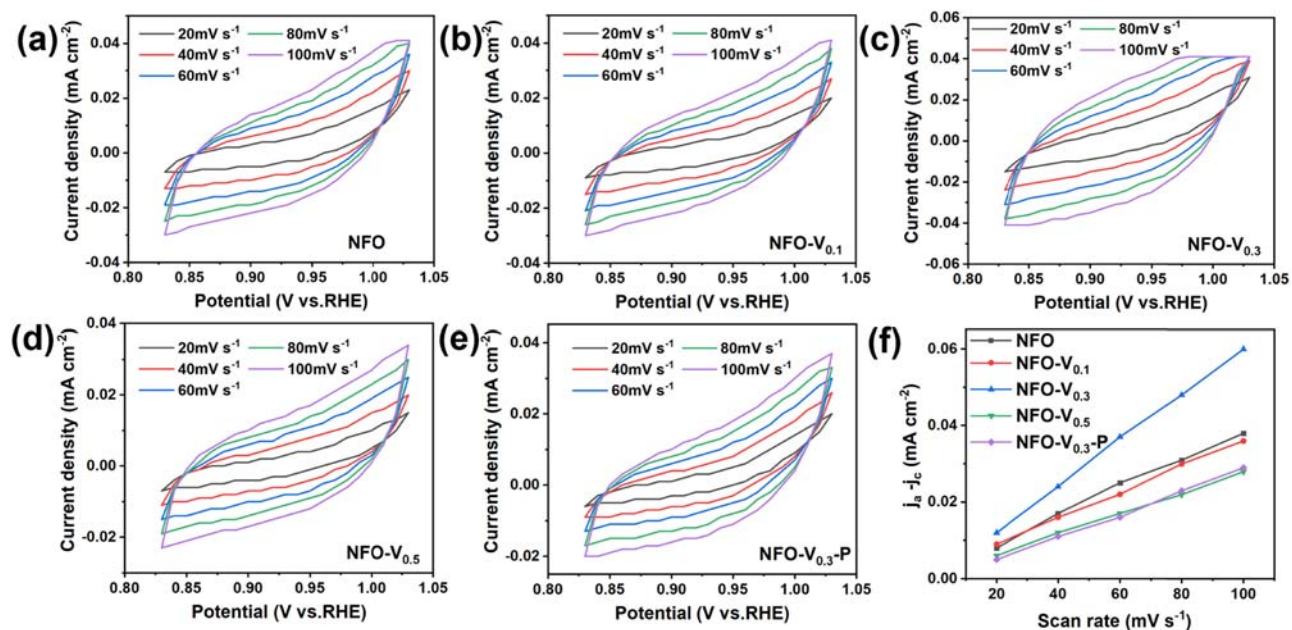 (a)
20mV s⁻¹ 80mV s⁻¹
40mV s⁻¹ 100mV s⁻¹
60mV s⁻¹
0.04
0.02
0.00
-0.02
-0.04
Current density (mA cm⁻²)
NFO
0.80 0.85 0.90 0.95 1.00 1.05
Potential (V vs.RHE)
(b)
20mV s⁻¹ 80mV s⁻¹
40mV s⁻¹ 100mV s⁻¹
60mV s⁻¹
0.04
0.02
0.00
-0.02
-0.04
Current density (mA cm⁻²)
NFO-V₀.₁
0.80 0.85 0.90 0.95 1.00 1.05
Potential (V vs.RHE)
(c)
20mV s⁻¹ 80mV s⁻¹
40mV s⁻¹ 100mV s⁻¹
60mV s⁻¹
0.06
0.04
0.02
0.00
-0.02
-0.04
-0.06
Current density (mA cm⁻²)
NFO-V₀.₃
0.80 0.85 0.90 0.95 1.00 1.05
Potential (V vs.RHE)
(d)
20mV s⁻¹ 80mV s⁻¹
40mV s⁻¹ 100mV s⁻¹
60mV s⁻¹
0.04
0.02
0.00
-0.02
Current density (mA cm⁻²)
NFO-V₀.₅
0.80 0.85 0.90 0.95 1.00 1.05
Potential (V vs.RHE)
(e)
20mV s⁻¹ 80mV s⁻¹
40mV s⁻¹ 100mV s⁻¹
60mV s⁻¹
0.04
0.02
0.00
-0.02
Current density (mA cm⁻²)
NFO-V₀.₃-P
0.80 0.85 0.90 0.95 1.00 1.05
Potential (V vs.RHE)
(f)
NFO
NFO-V₀.₁
NFO-V₀.₃
NFO-V₀.₅
NFO-V₀.₃-P
0.06
0.04
0.02
0.00
jₐ -j꜀ (mA cm⁻²)
20 40 60 80 100
Scan rate (mV s⁻¹)